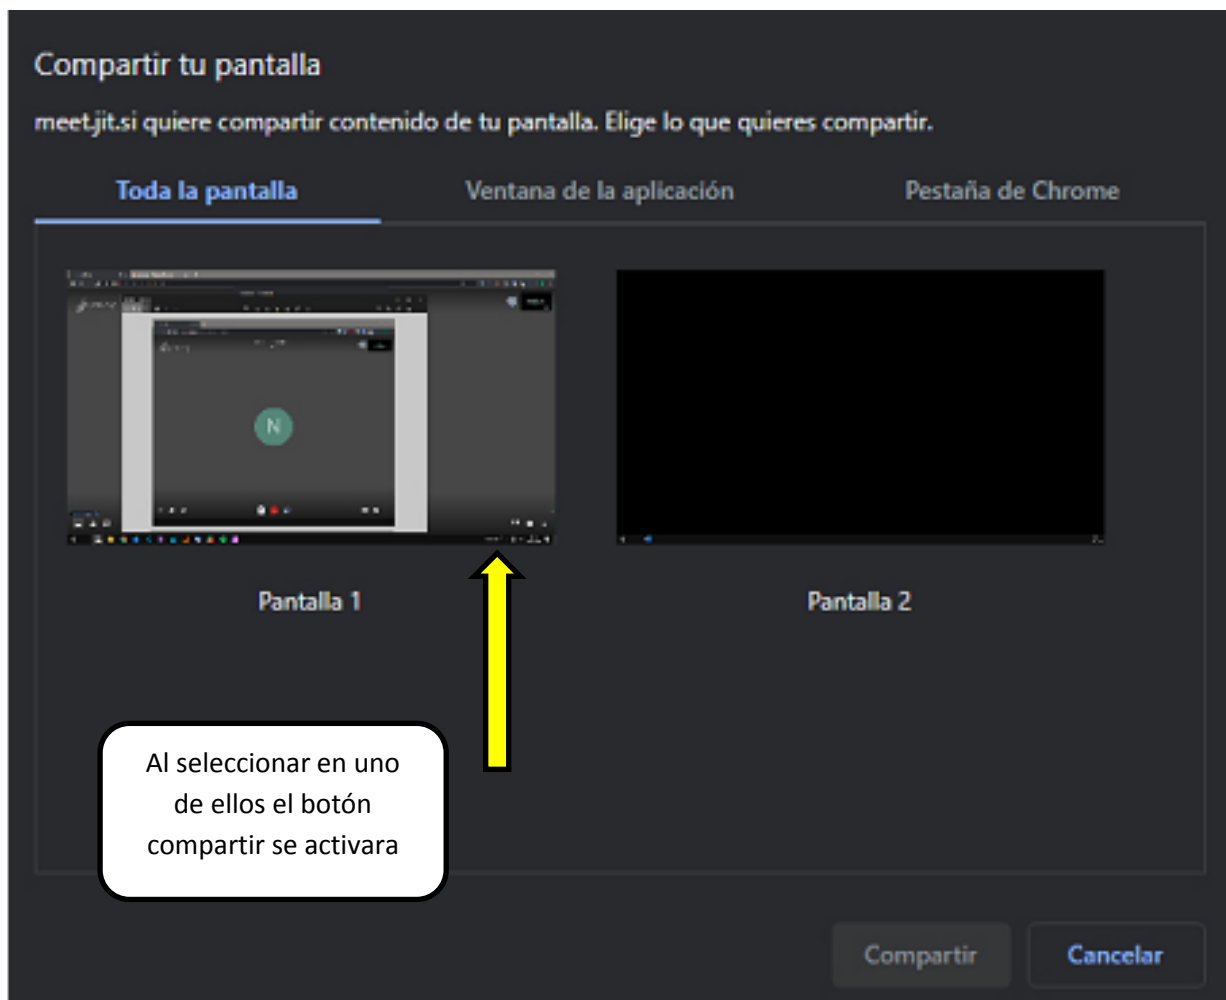 Compartir tu pantalla
meet.jit.si quiere compartir contenido de tu pantalla. Elige lo que quieres compartir.
Toda la pantalla
Ventana de la aplicación
Pestaña de Chrome
N
Pantalla 1
Pantalla 2
Al seleccionar en uno
de ellos el botón
compartir se activara
Compartir
Cancelar